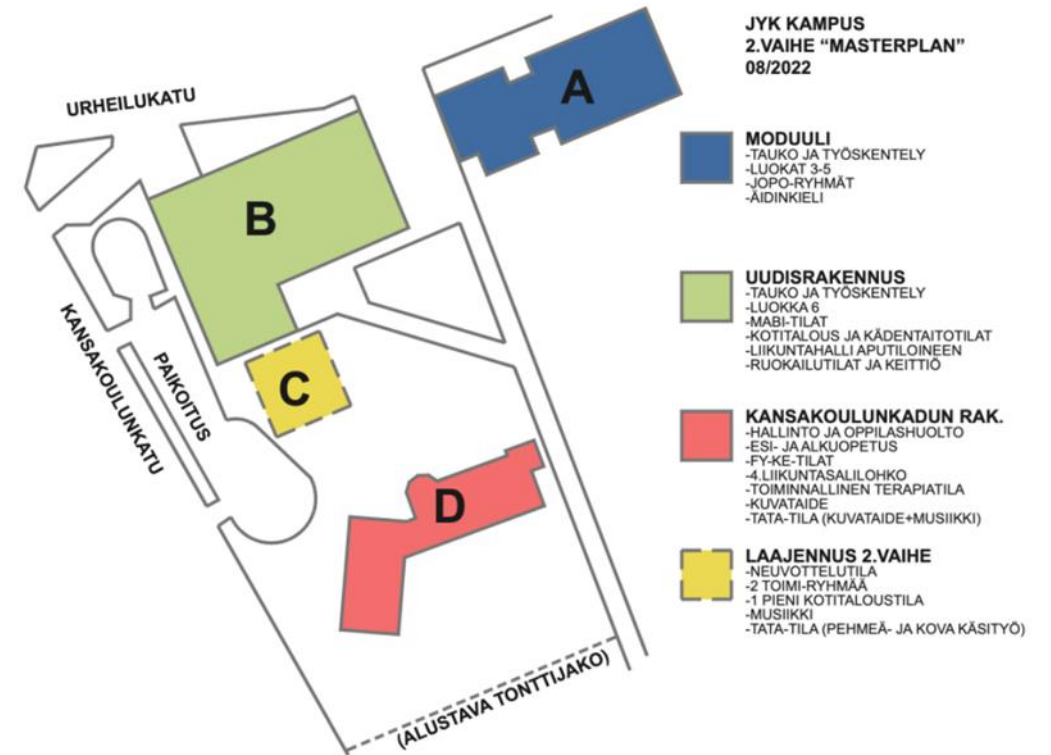 JYK KAMPUS
2.VAIHE “MASTERPLAN”
08/2022
URHEILUKATU
A
B
C
D
KANSAKOULUNKATU
PAIKOITUS
(ALUSTAVA TONTTIJAKO)
MODUULI
-TAUKO JA TYÖSKENTELY
-LUOKAT 3-5
-JOPO-RYHMÄT
-ÄIDINKIELI
UUDISRAKENNUS
-TAUKO JA TYÖSKENTELY
-LUOKKA 6
-MABI-TILAT
-KOTITALOUS JA KÄDENTAITOTILAT
-LIIKUNTAHALLI APUTILOINEEN
-RUOKAILUTILAT JA KEITTIÖ
KANSAKOULUNKADUN RAK.
-HALLINTO JA OPPILASHUOLTO
-ESI- JA ALKUOPETUS
-FY-KE-TILAT
-4.LIIKUNTASALILOHKO
-TOIMINNALLINEN TERAPIATILA
-KUVATAIDE
-TATA-TILA (KUVATAIDE+MUSIIKKI)
LAAJENNUS 2.VAIHE
-NEUVOTTELUTILA
-2 TOIMI-RYHMÄÄ
-1 PIENI KOTITALOUSTILA
-MUSIIKKI
-TATA-TILA (PEHMEÄ- JA KOVA KÄSITYÖ)